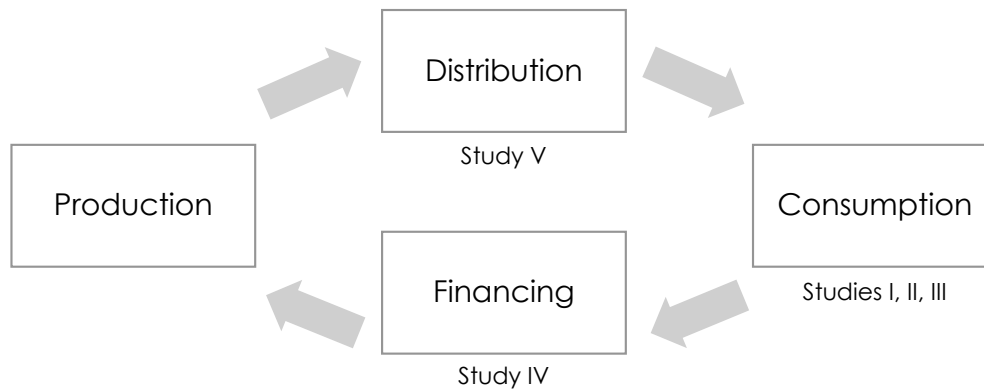 Distribution
Study V
Production
Consumption
Studies I, II, III
Financing
Study IV